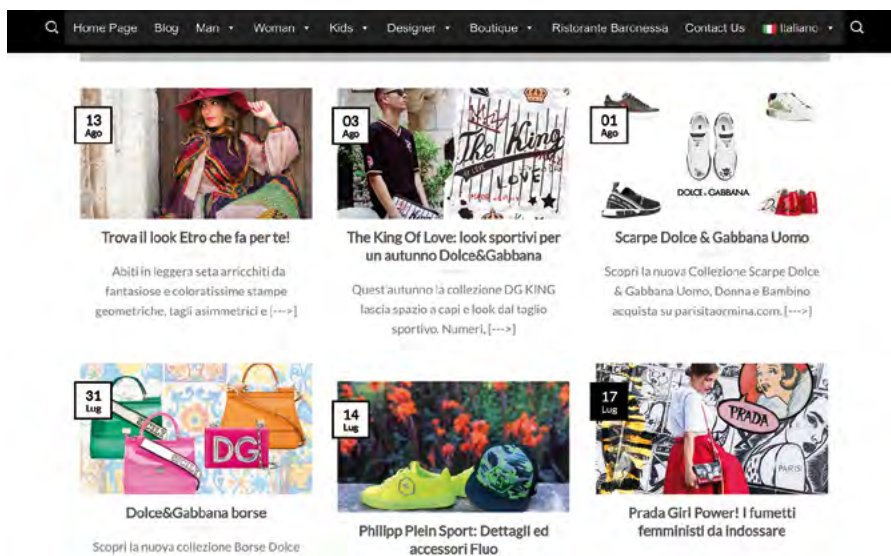 Home Page Blog Man Woman Kids Designer Boutique Ristorante Baronessa Contact Us Italiano
13
Ago
Trova il look Etro che fa per te!
Abiti in leggera seta arricchiti da
fantasiose e coloratissime stampe
geometriche, tagli asimmetrici e [--->]
03
Ago
The King
OF LOVE
LOVE
The King Of Love: look sportivi per
un autunno Dolce&Gabbana
Quest'autunno la collezione DG KING
lascia spazio a capi e look dal taglio
sportivo. Numeri, [--->]
01
Ago
DOLCE & GABBANA
Scarpe Dolce & Gabbana Uomo
Scopri la nuova Collezione Scarpe Dolce
& Gabbana Uomo, Donna e Bambino
acquista su parisitaormina.com. [--->]
31
Lug
DG
Dolce&Gabbana borse
Scopri la nuova collezione Borse Dolce
14
Lug
Philipp Plein Sport: Dettagli ed
accessori Fluo
17
Lug
PRADA
PARISI
Prada Girl Power! I fumetti
femministi da indossare